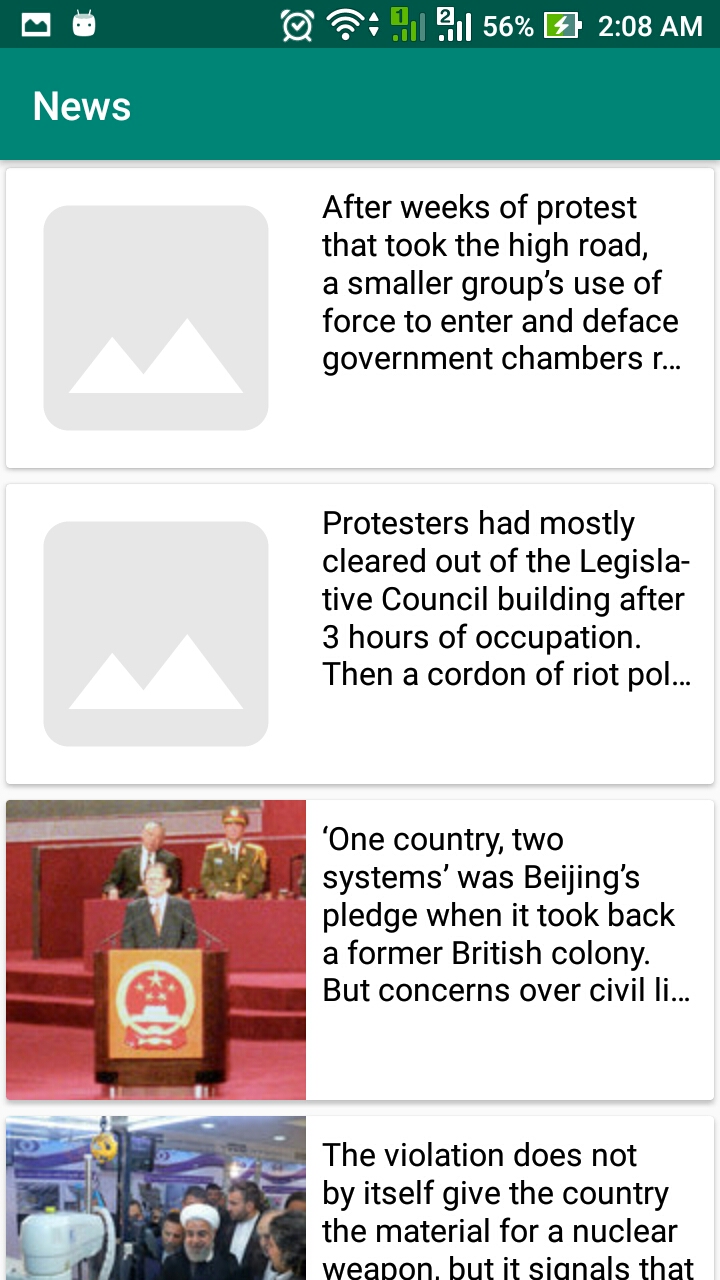 1 2 56% 2:08 AM
News
After weeks of protest
that took the high road,
a smaller group’s use of
force to enter and deface
government chambers r…
Protesters had mostly
cleared out of the Legisla-
tive Council building after
3 hours of occupation.
Then a cordon of riot pol…
‘One country, two
systems’ was Beijing’s
pledge when it took back
a former British colony.
But concerns over civil li…
The violation does not
by itself give the country
the material for a nuclear
weapon, but it signals that